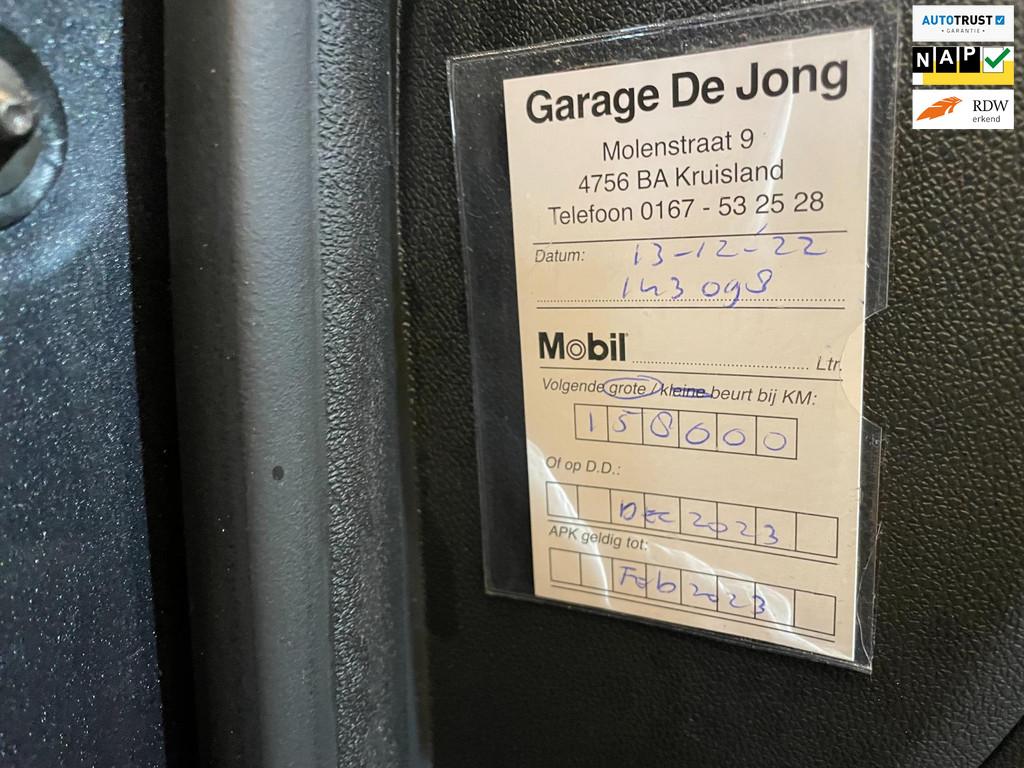 AUTOTRUST
• GARANTIE •
NAP
RDW
erkend
Garage De Jong
Molenstraat 9
4756 BA Kruisland
Telefoon 0167 - 53 25 28
Datum: 13-12-22
143098
Mobil Ltr.
Volgende grote / kleine beurt bij KM:
158000
Of op D.D.:
Dec 2023
APK geldig tot:
Feb 2023